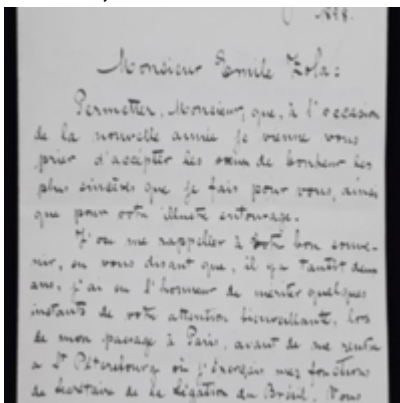 1898.
Monsieur Emile Zola:
Permettez, Monsieur, que, à l'occasion
de la nouvelle année je vienne vous
prier d'accepter les vœux de bonheur les
plus sincères que je fais pour vous, ainsi
que pour votre illustre entourage.
J'ose me rappeller à votre bon souve-
nir, en vous disant que, il y a tantôt deux
ans, j'ai eu l'honneur de meriter quelques
instants de votre attention bienveillante, lors
de mon passage à Paris, avant de me rendre
a St Pétersbourg où j'exerçais mes fonctions
de Secrétaire de la Légation du Brésil. Vous